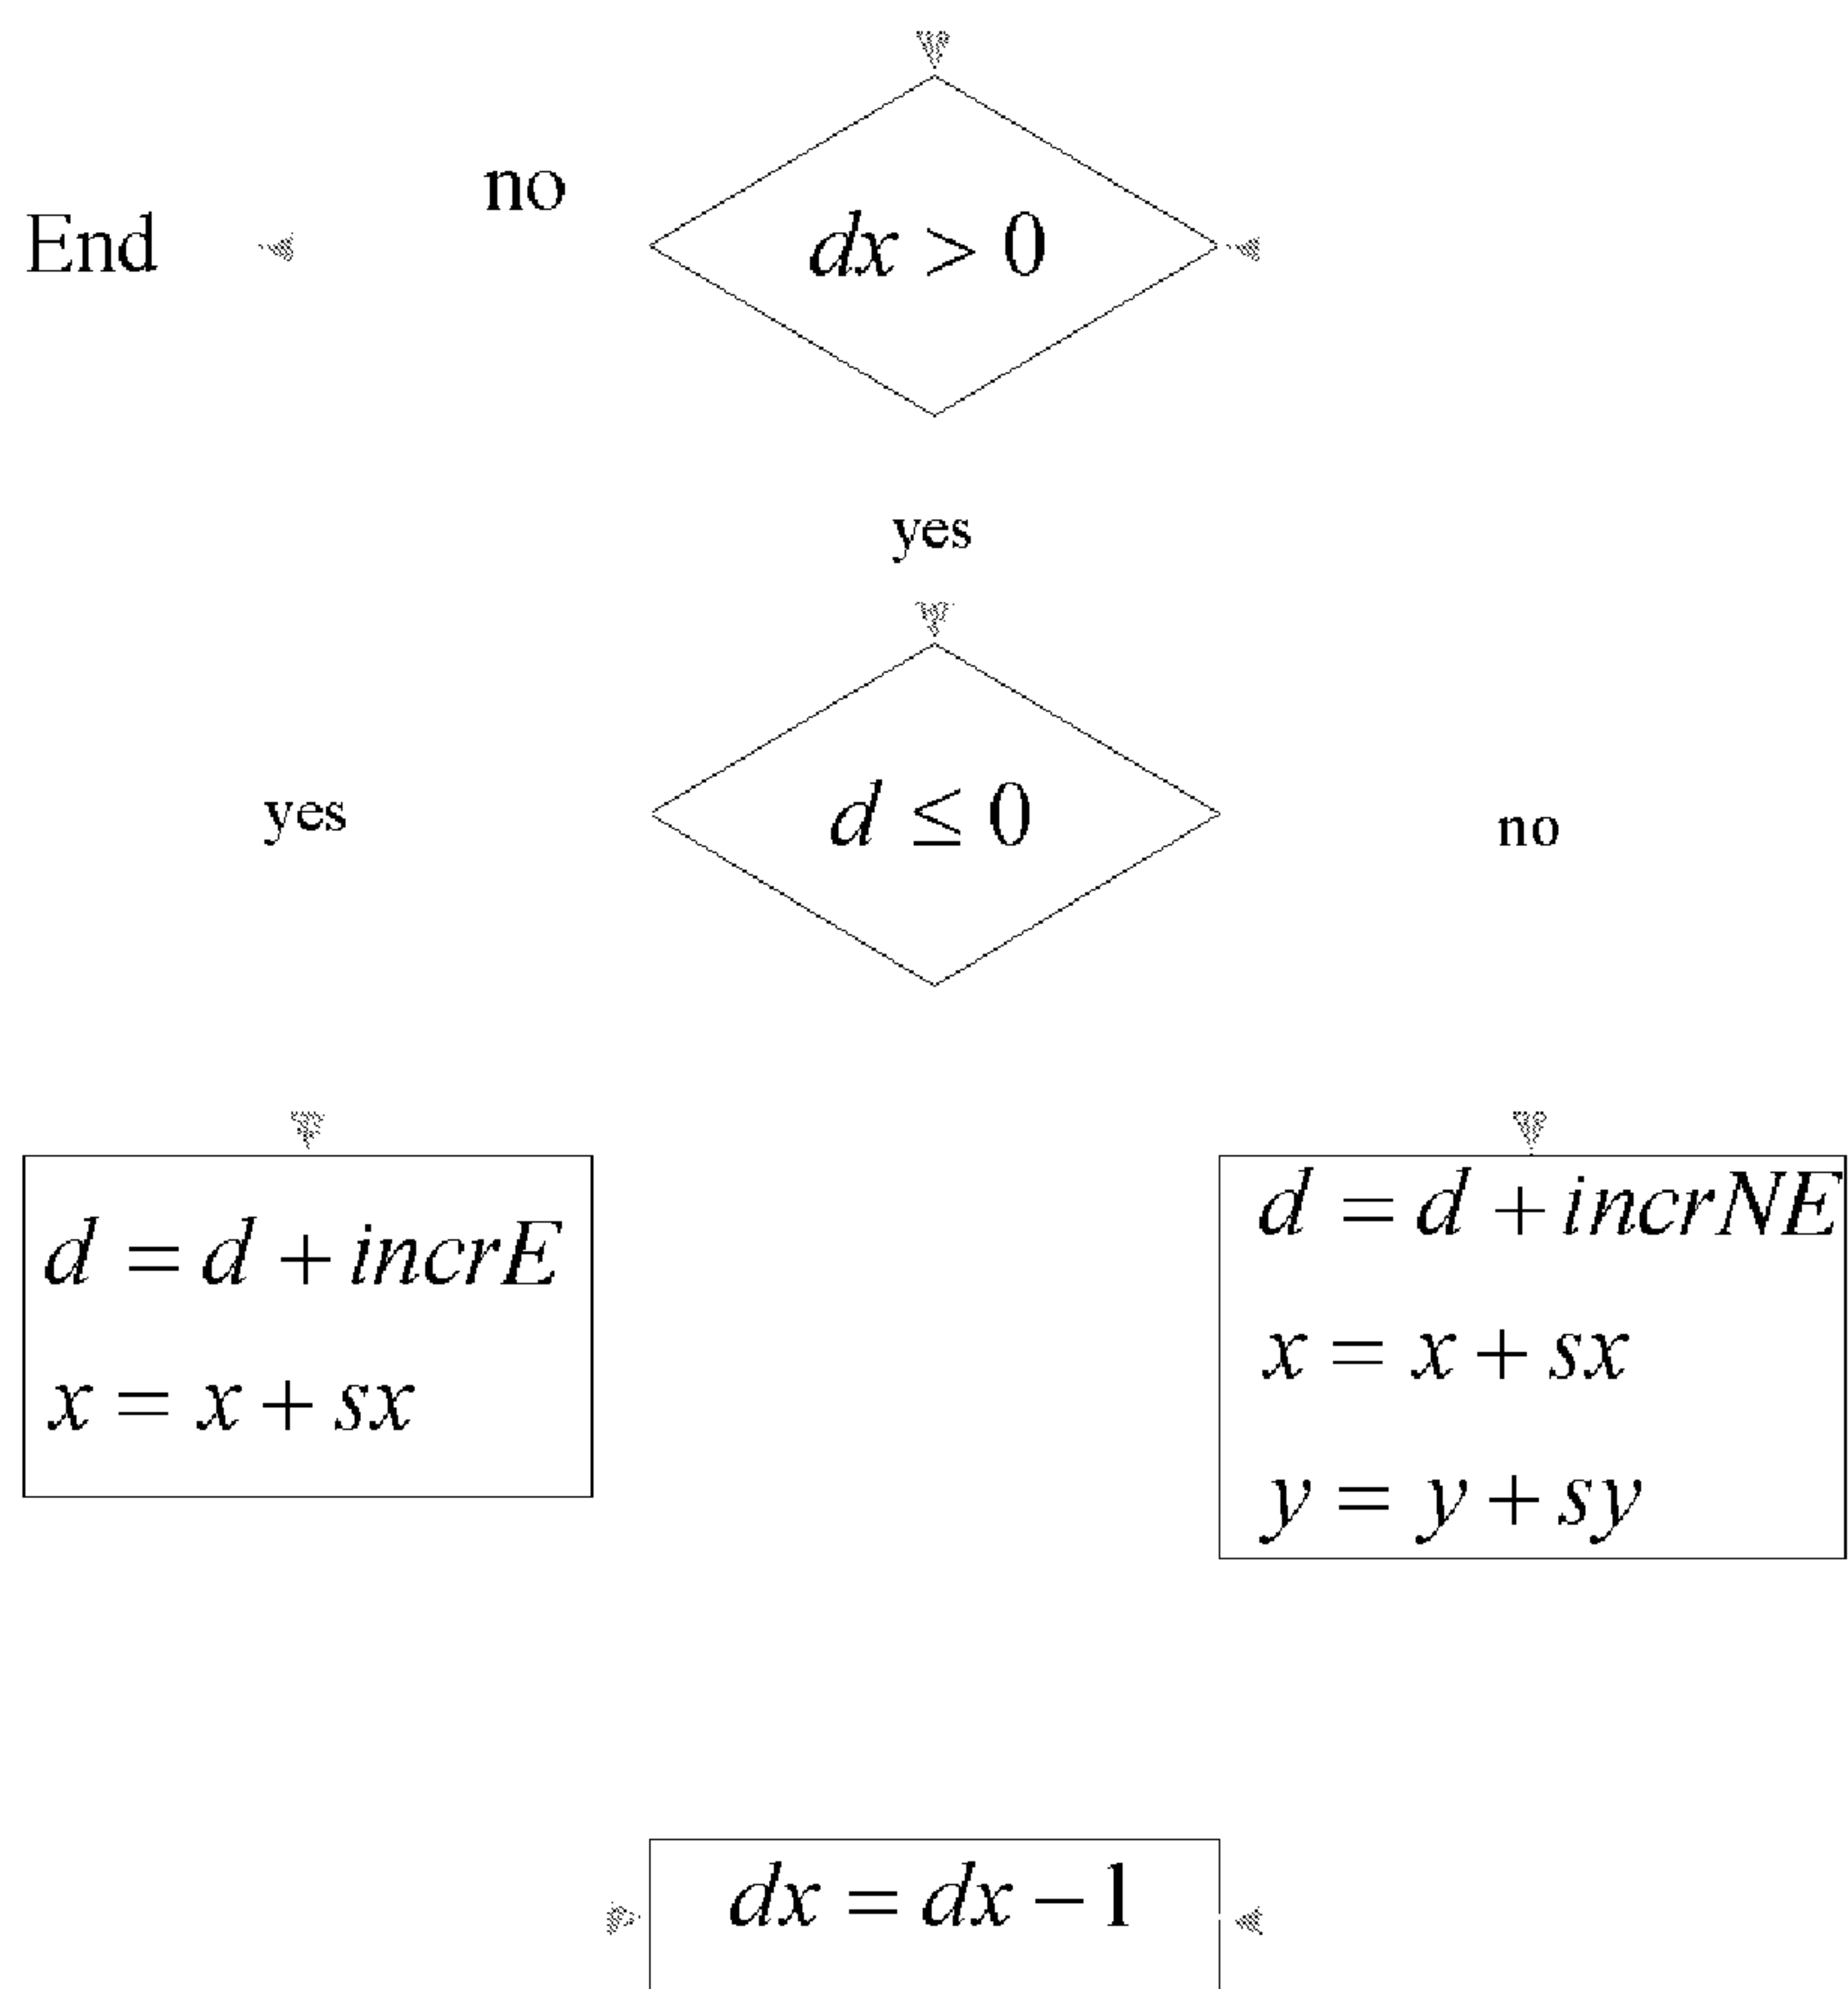 no
End
dx > 0
yes
yes
d ≤ 0
no
d = d + incrE
x = x + sx
d = d + incrNE
x = x + sx
y = y + sy
dx = dx − 1